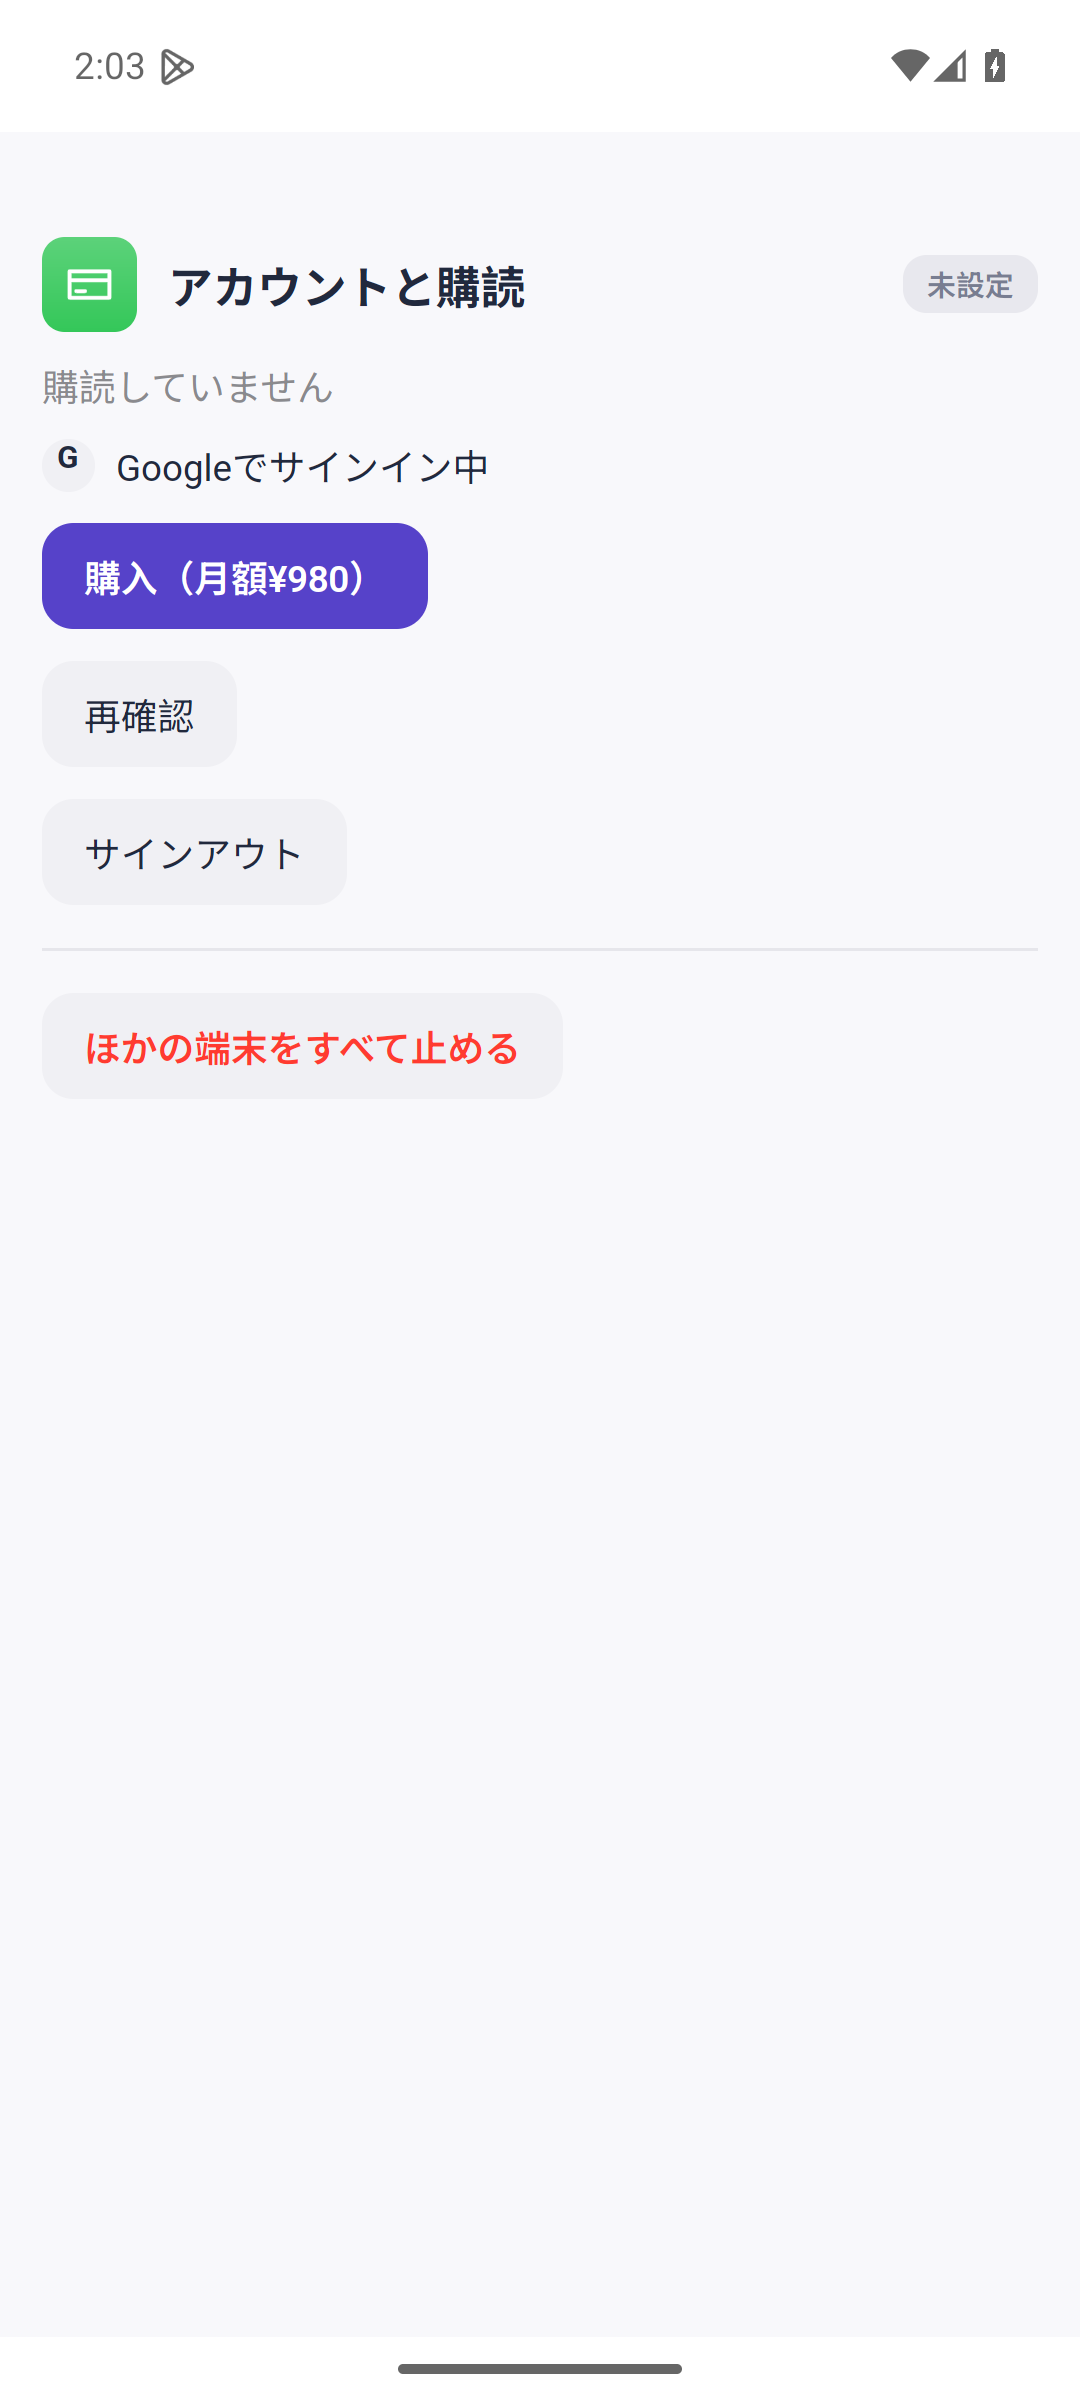 2:03
アカウントと購読
未設定
購読していません
G Googleでサインイン中
購入（月額¥980）
再確認
サインアウト
ほかの端末をすべて止める